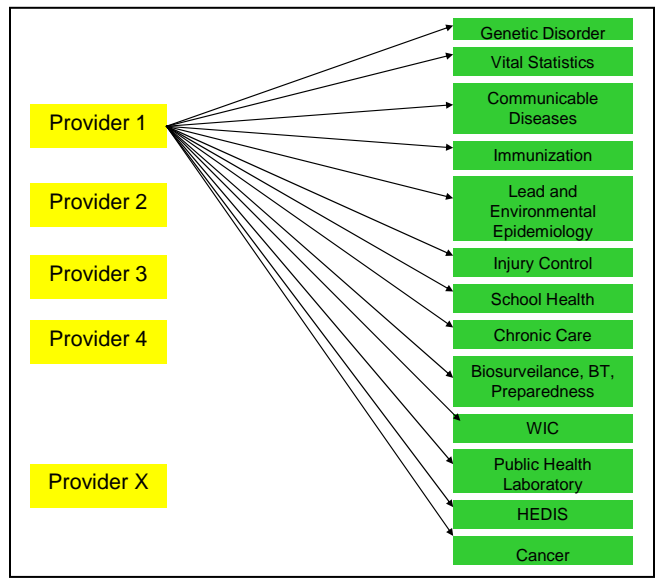 Provider 1
Provider 2
Provider 3
Provider 4
Provider X
Genetic Disorder
Vital Statistics
Communicable
Diseases
Immunization
Lead and
Environmental
Epidemiology
Injury Control
School Health
Chronic Care
Biosurveilance, BT,
Preparedness
WIC
Public Health
Laboratory
HEDIS
Cancer